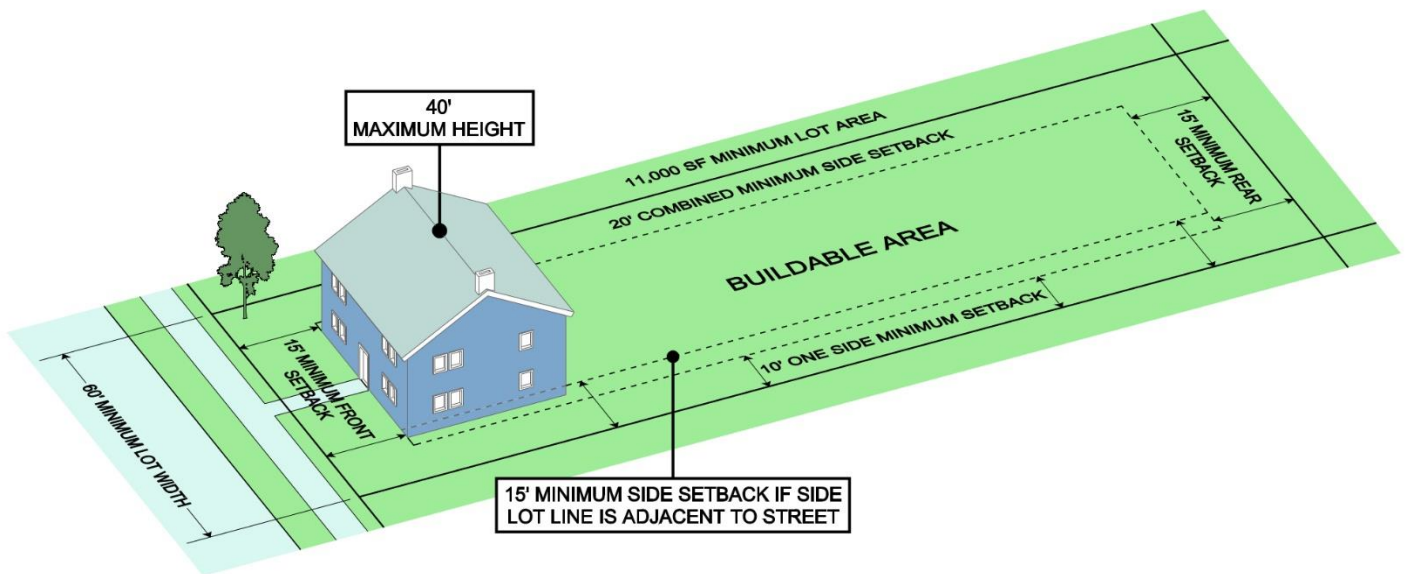 40'
MAXIMUM HEIGHT
11,000 SF MINIMUM LOT AREA
20' COMBINED MINIMUM SIDE SETBACK
15' MINIMUM REAR
SETBACK
BUILDABLE AREA
10' ONE SIDE MINIMUM SETBACK
15' MINIMUM FRONT
SETBACK
60' MINIMUM LOT WIDTH
15' MINIMUM SIDE SETBACK IF SIDE
LOT LINE IS ADJACENT TO STREET